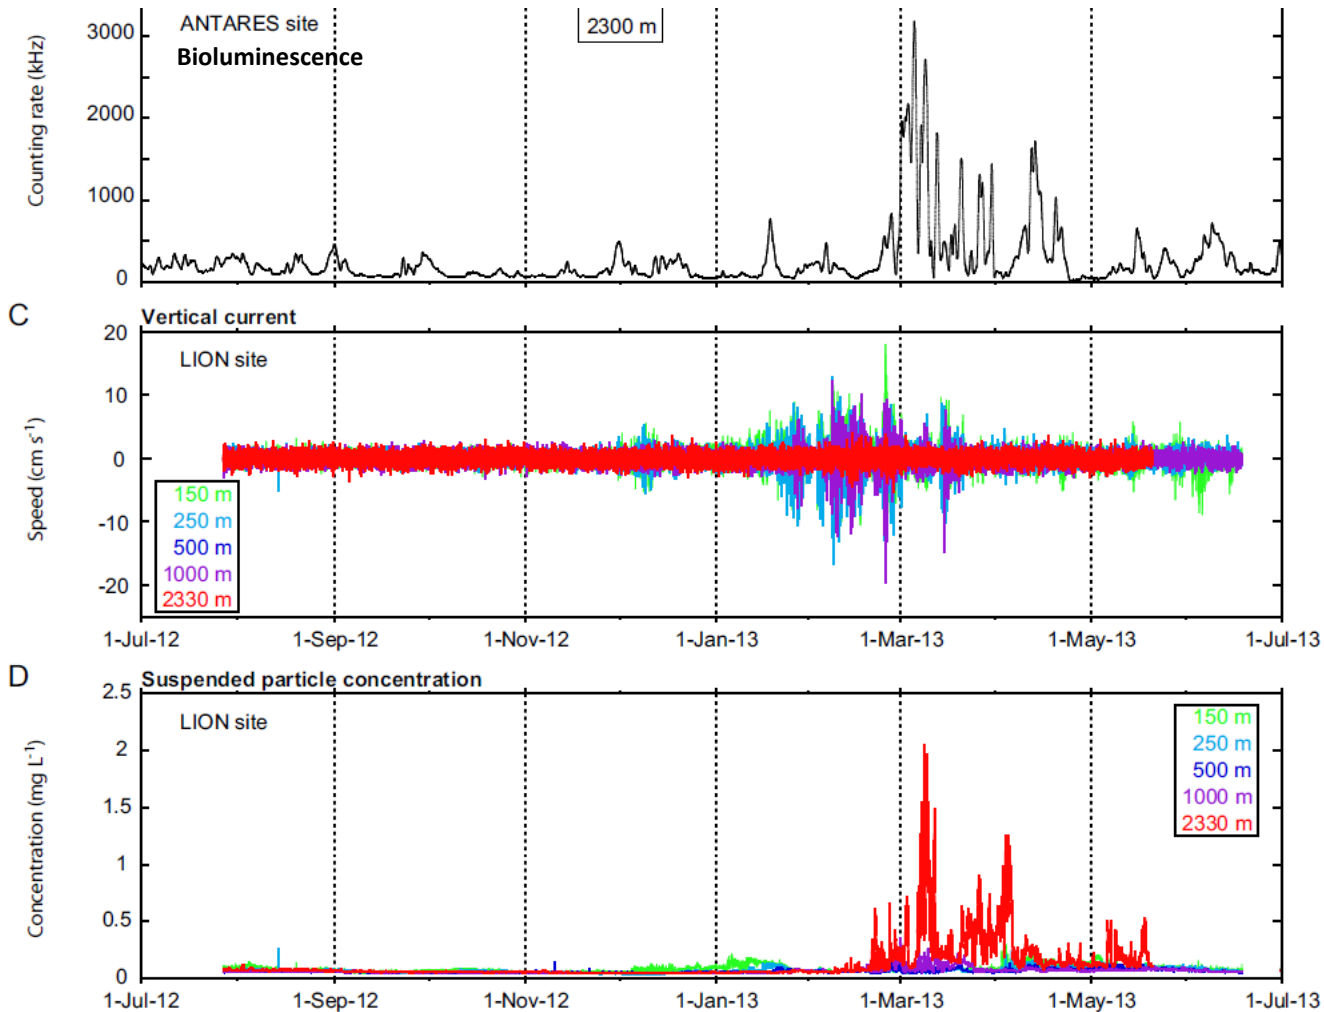 ANTARES site
2300 m
Bioluminescence
Counting rate (kHz)
3000
2000
1000
0
C
Vertical current
LION site
Speed (cm s⁻¹)
20
10
0
-10
-20
150 m
250 m
500 m
1000 m
2330 m
1-Jul-12
1-Sep-12
1-Nov-12
1-Jan-13
1-Mar-13
1-May-13
1-Jul-13
D
Suspended particle concentration
LION site
Concentration (mg L⁻¹)
2.5
2
1.5
1
0.5
0
150 m
250 m
500 m
1000 m
2330 m
1-Jul-12
1-Sep-12
1-Nov-12
1-Jan-13
1-Mar-13
1-May-13
1-Jul-13